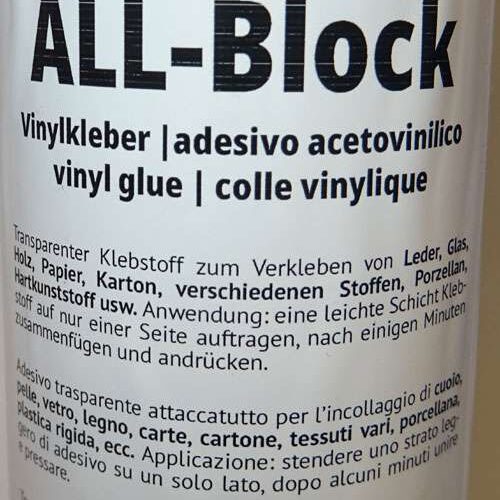 ALL-Block
Vinylkleber | adesivo acetovinilico
vinyl glue | colle vinylique
Transparenter Klebstoff zum Verkleben von Leder, Glas,
Holz, Papier, Karton, verschiedenen Stoffen, Porzellan,
Hartkunststoff usw. Anwendung: eine leichte Schicht Kleb-
stoff auf nur einer Seite auftragen, nach einigen Minuten
zusammenfügen und andrücken.
Adesivo trasparente attaccatutto per l'incollaggio di cuoio,
pelle, vetro, legno, carte, cartone, tessuti vari, porcellana,
plastica rigida, ecc. Applicazione: stendere uno strato leg-
gero di adesivo su un solo lato, dopo alcuni minuti unire
e pressare.